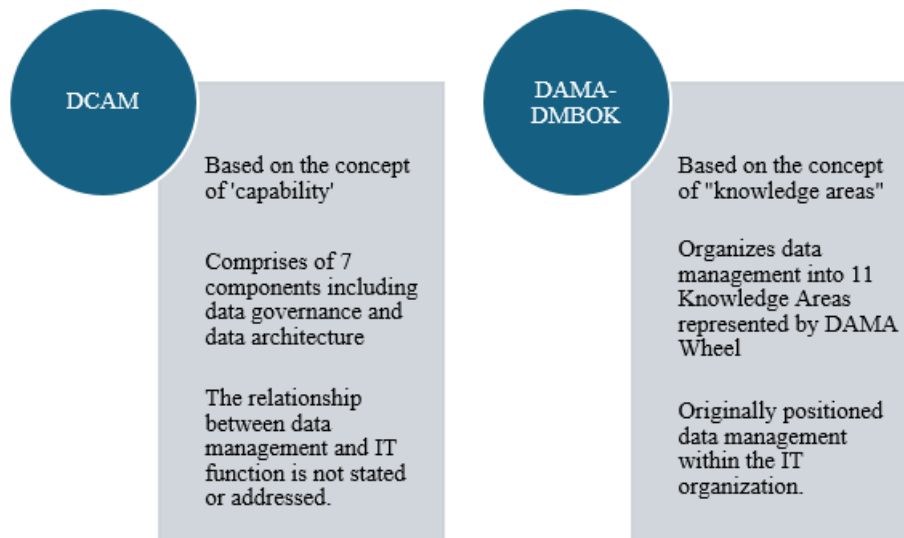 DCAM
Based on the concept
of 'capability'
Comprises of 7
components including
data governance and
data architecture
The relationship
between data
management and IT
function is not stated
or addressed.
DAMA-
DMBOK
Based on the concept
of "knowledge areas"
Organizes data
management into 11
Knowledge Areas
represented by DAMA
Wheel
Originally positioned
data management
within the IT
organization.